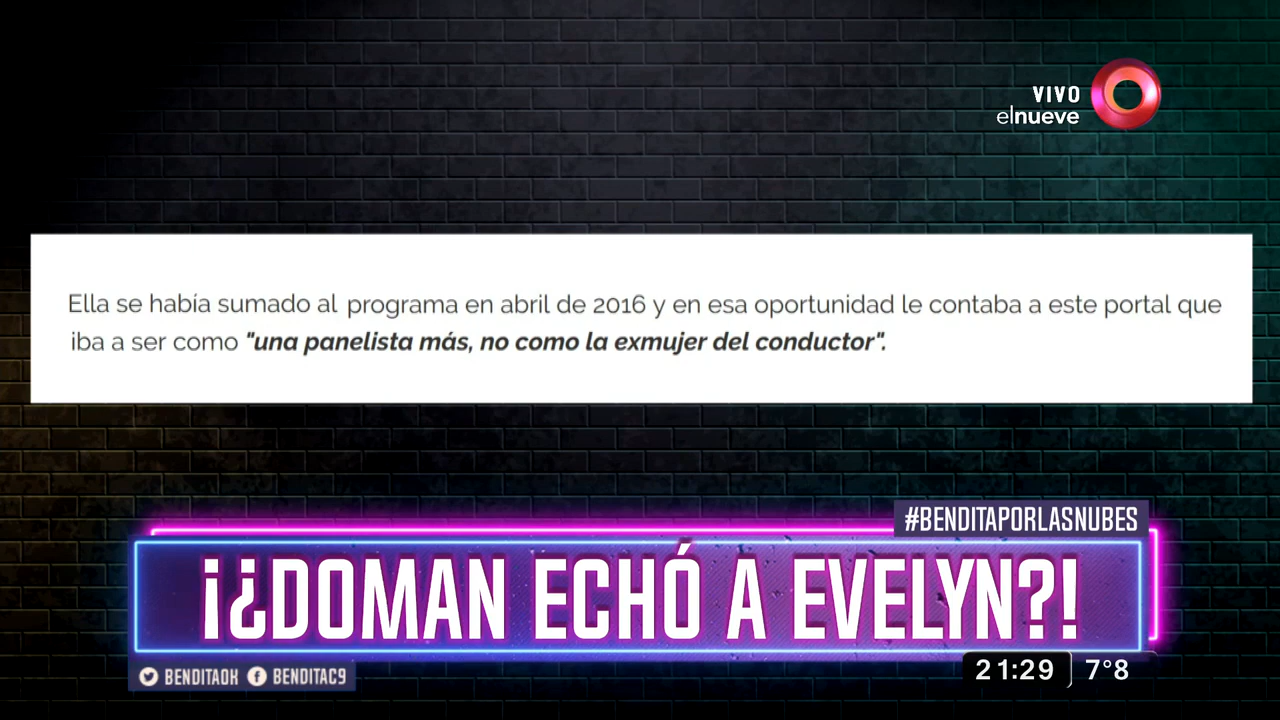 VIVO
elnueve
Ella se había sumado al programa en abril de 2016 y en esa oportunidad le contaba a este portal que
iba a ser como "una panelista más, no como la exmujer del conductor".
#BENDITAPORLASNUBES
¡¿DOMAN ECHÓ A EVELYN?!
BENDITAOK BENDITAC9
21:29 7°8